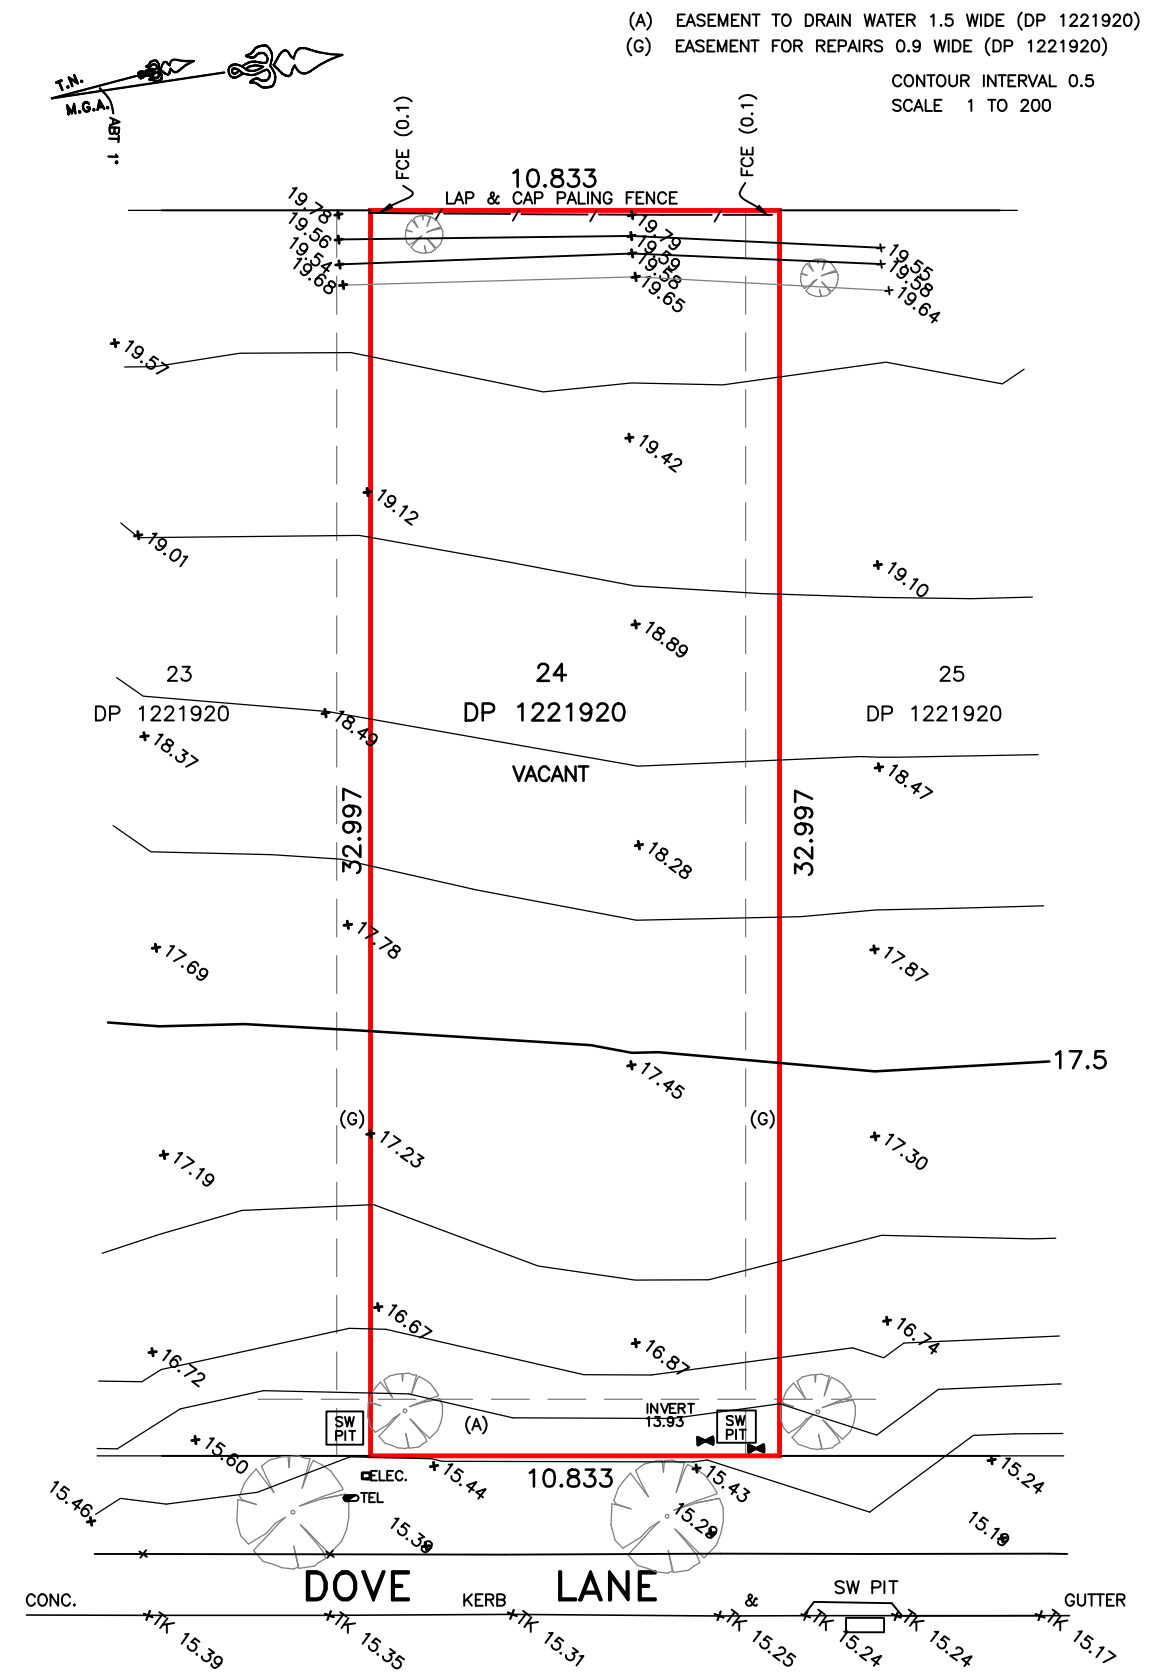 (A) EASEMENT TO DRAIN WATER 1.5 WIDE (DP 1221920)
(G) EASEMENT FOR REPAIRS 0.9 WIDE (DP 1221920)
CONTOUR INTERVAL 0.5
SCALE 1 TO 200
T.N.
M.G.A.
ABT 1°
FCE (0.1)
FCE (0.1)
10.833
LAP & CAP PALING FENCE
19.78
19.56
19.54
19.68
19.79
19.59
19.58
19.65
19.55
19.58
19.64
19.57
19.42
19.12
19.01
19.10
18.89
23
DP 1221920
24
DP 1221920
VACANT
25
DP 1221920
18.49
18.37
18.47
32.997
32.997
18.28
17.78
17.69
17.87
17.5
17.45
(G)
(G)
17.23
17.19
17.30
16.67
16.72
16.87
16.74
INVERT
13.93
(A)
SW
PIT
SW
PIT
15.60
15.44
15.43
15.24
ELEC.
TEL
10.833
15.46
15.38
15.29
15.19
DOVE LANE
CONC. KERB & GUTTER
SW PIT
TK 15.39
TK 15.35
TK 15.31
TK 15.25
TK 15.24
TK 15.24
TK 15.17